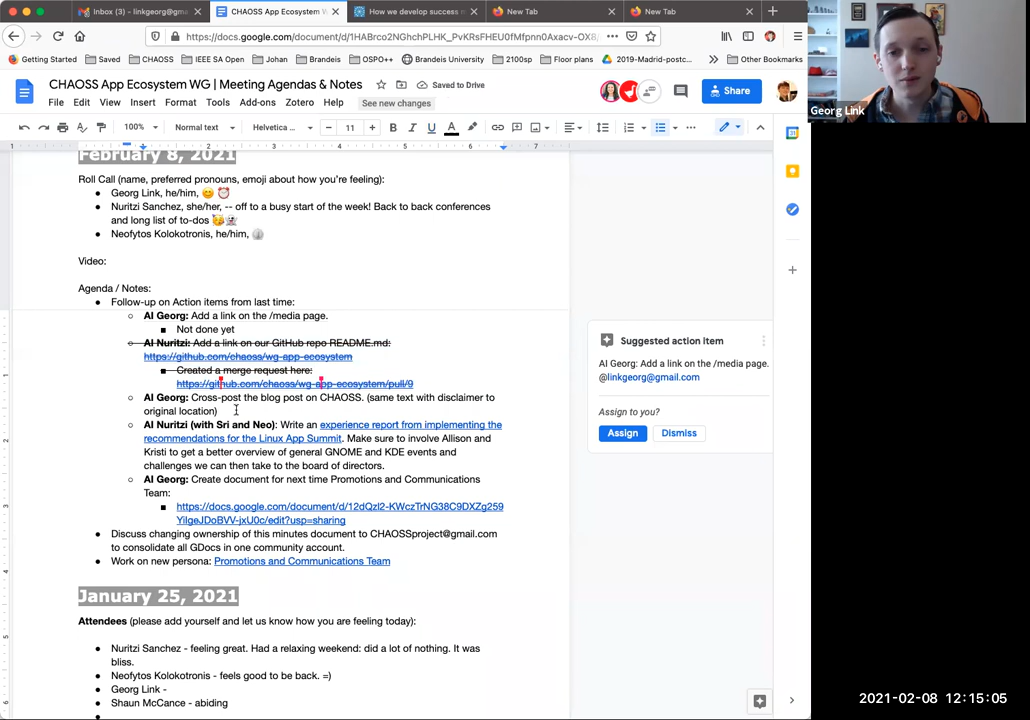 Inbox (3) - linkgeorg@gma
CHAOSS App Ecosystem WG |
How we develop success m
New Tab
New Tab
https://docs.google.com/document/d/1HABrco2NGhchPLHK_PvKRsFHEU0fMfpnn0Axacv-OX8/
Getting Started
Saved
CHAOSS
IEEE SA Open
Johan
Brandeis
OSPO++
Brandeis University
2100sp
Floor plans
2019-Madrid-postc...
Other Bookmarks
CHAOSS App Ecosystem WG | Meeting Agendas & Notes
Saved to Drive
File Edit View Insert Format Tools Add-ons Zotero Help
See new changes
Share
100%
Normal text
Helvetica ...
11
B I U A
1 1 2 3 4 5 6 7
February 8, 2021
Roll Call (name, preferred pronouns, emoji about how you're feeling):
● Georg Link, he/him, 😊 ⏰
● Nuritzi Sanchez, she/her, -- off to a busy start of the week! Back to back conferences
and long list of to-dos
● Neofytos Kolokotronis, he/him,
Video:
Agenda / Notes:
● Follow-up on Action items from last time:
○ AI Georg: Add a link on the /media page.
■ Not done yet
○ AI Nuritzi: Add a link on our GitHub repo README.md:
https://github.com/chaoss/wg-app-ecosystem
■ Created a merge request here:
https://github.com/chaoss/wg-app-ecosystem/pull/9
○ AI Georg: Cross-post the blog post on CHAOSS. (same text with disclaimer to
original location)
○ AI Nuritzi (with Sri and Neo): Write an experience report from implementing the
recommendations for the Linux App Summit. Make sure to involve Allison and
Kristi to get a better overview of general GNOME and KDE events and
challenges we can then take to the board of directors.
○ AI Georg: Create document for next time Promotions and Communications
Team:
■ https://docs.google.com/document/d/12dQzl2-KWczTrNG38C9DXZg259
YiIgeJDoBVV-jxU0c/edit?usp=sharing
● Discuss changing ownership of this minutes document to CHAOSSproject@gmail.com
to consolidate all GDocs in one community account.
● Work on new persona: Promotions and Communications Team
January 25, 2021
Attendees (please add yourself and let us know how you are feeling today):
● Nuritzi Sanchez - feeling great. Had a relaxing weekend: did a lot of nothing. It was
bliss.
● Neofytos Kolokotronis - feels good to be back. =)
● Georg Link -
● Shaun McCance - abiding
Suggested action item
AI Georg: Add a link on the /media page.
@linkgeorg@gmail.com
Assign to you?
Assign
Dismiss
Georg Link
2021-02-08 12:15:05